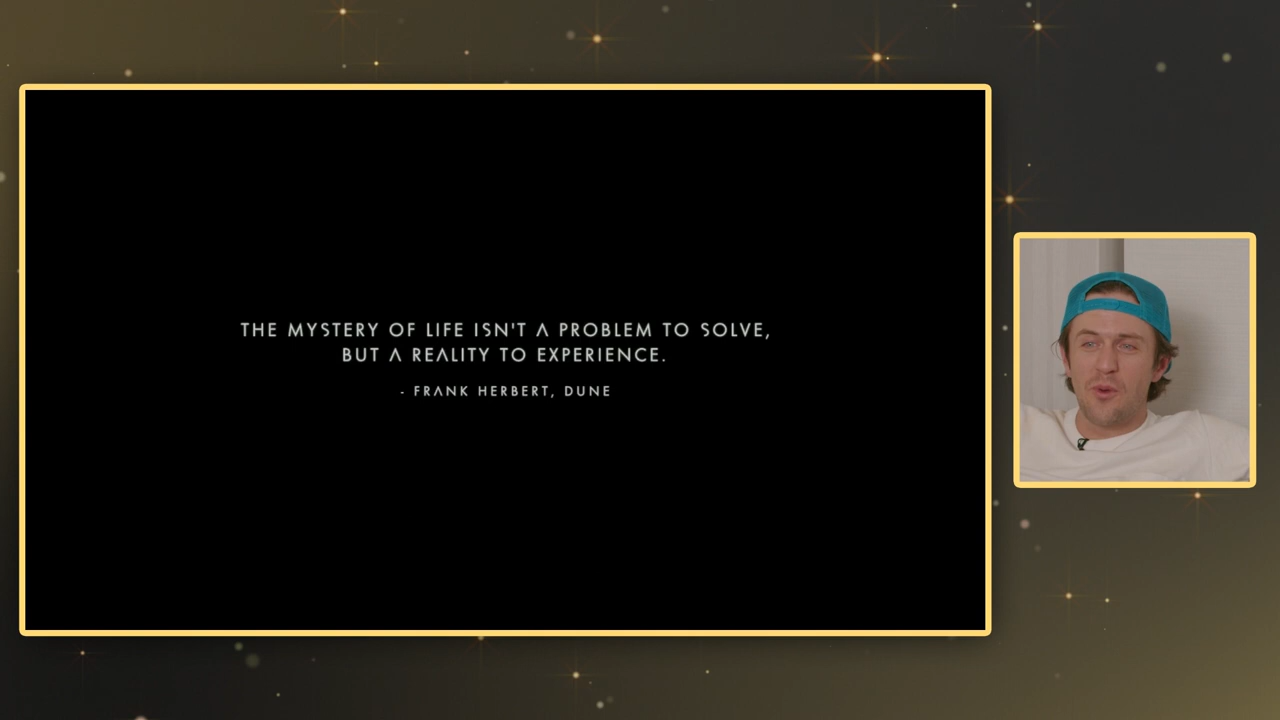 THE MYSTERY OF LIFE ISN'T A PROBLEM TO SOLVE,
BUT A REALITY TO EXPERIENCE.
- FRANK HERBERT, DUNE